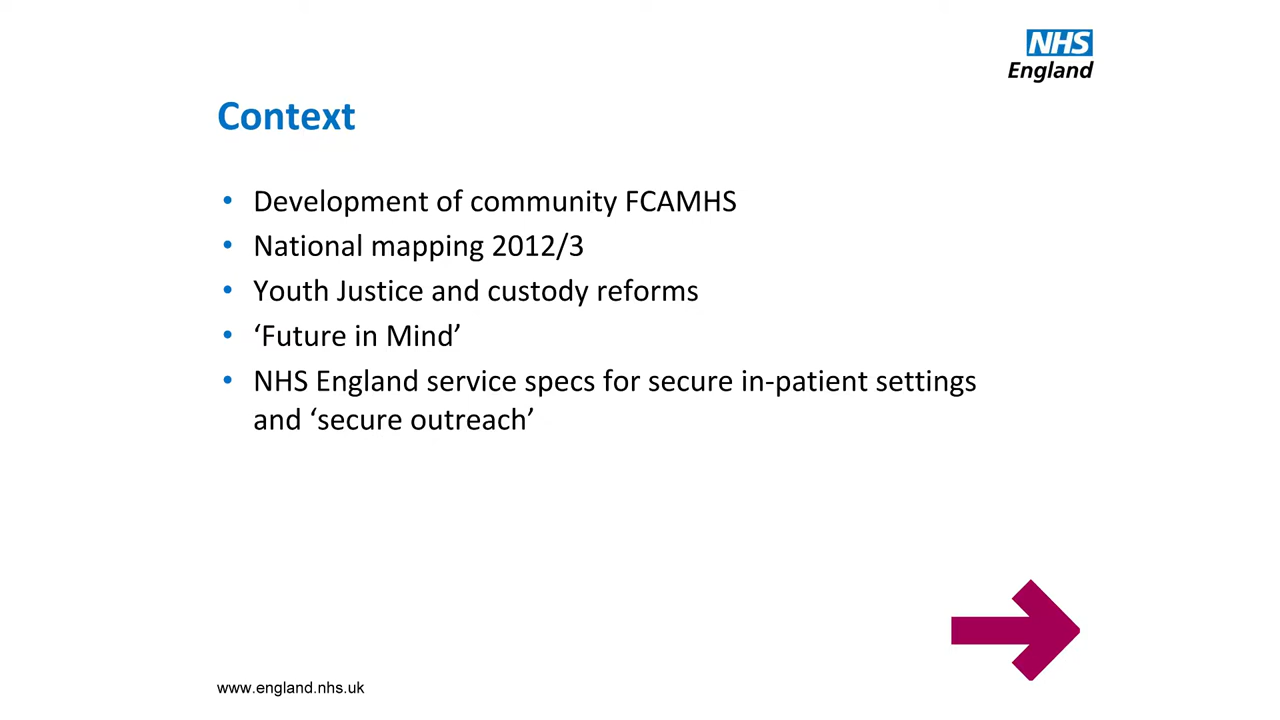 NHS
England
Context
• Development of community FCAMHS
• National mapping 2012/3
• Youth Justice and custody reforms
• ‘Future in Mind’
• NHS England service specs for secure in-patient settings
and ‘secure outreach’
www.england.nhs.uk